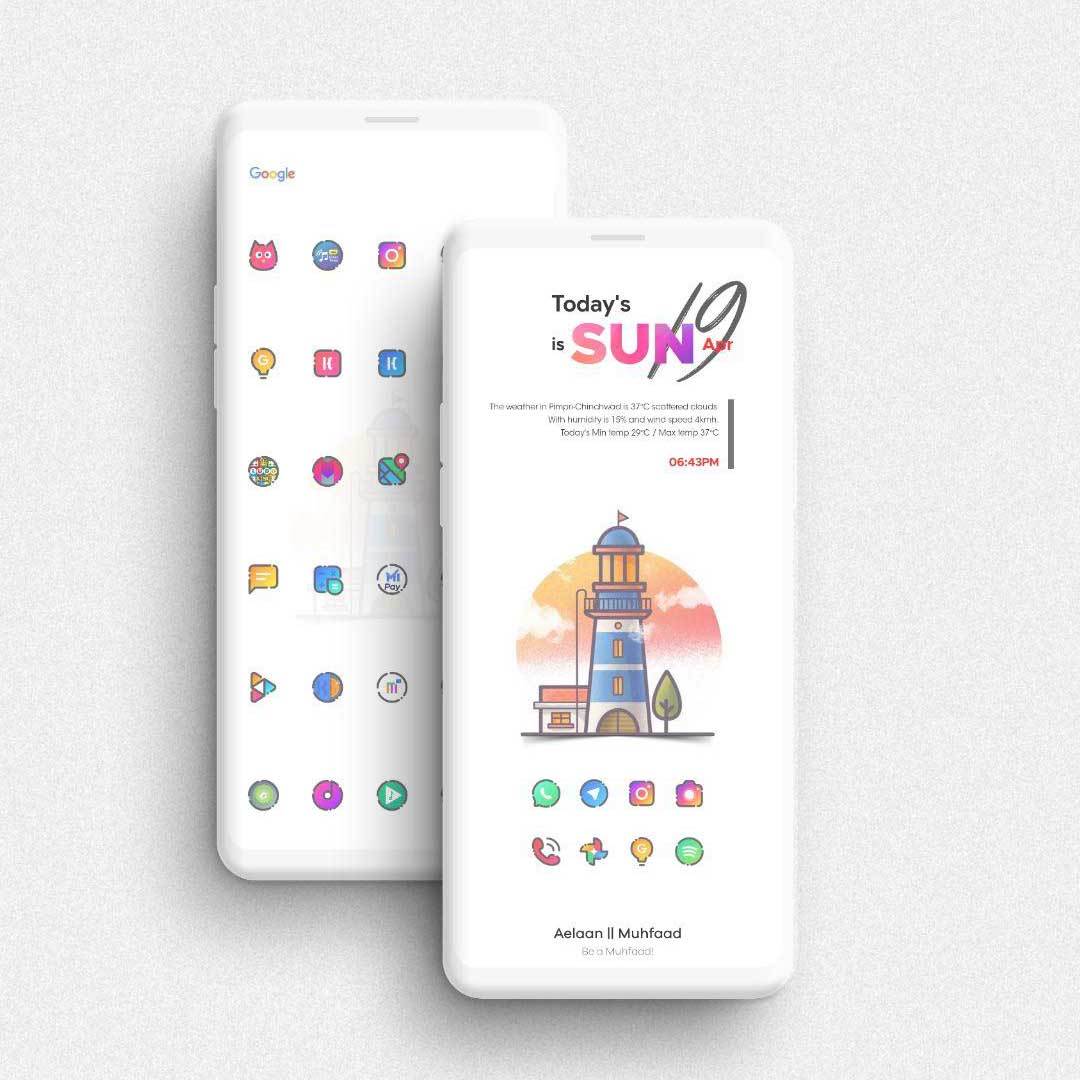 Google
Mi
Pay
Today's
19
is SUN Apr
The weather in Pimpri-Chinchwad is 37°C scattered clouds
With humidity is 15% and wind speed 4kmh.
Today's Min temp 29°C / Max temp 37°C
06:43PM
Aelaan || Muhfaad
Be a Muhfaad!